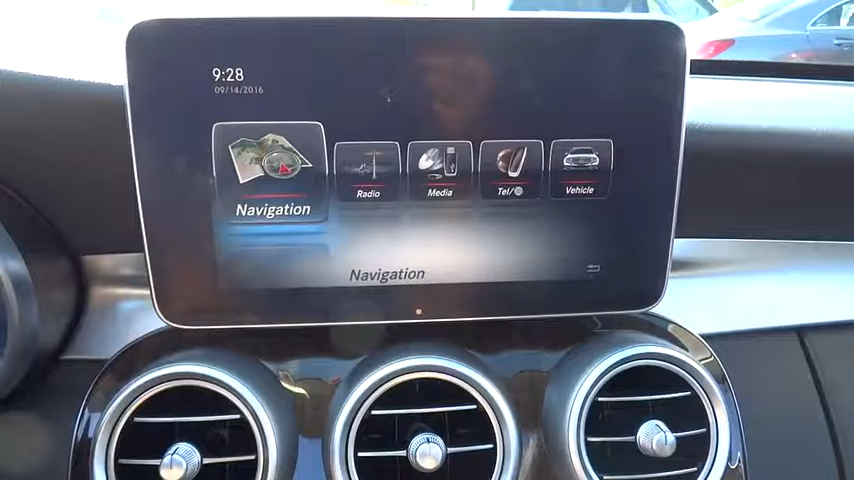 9:28
09/14/2016
Navigation
Radio
Media
Tel/
Vehicle
Navigation